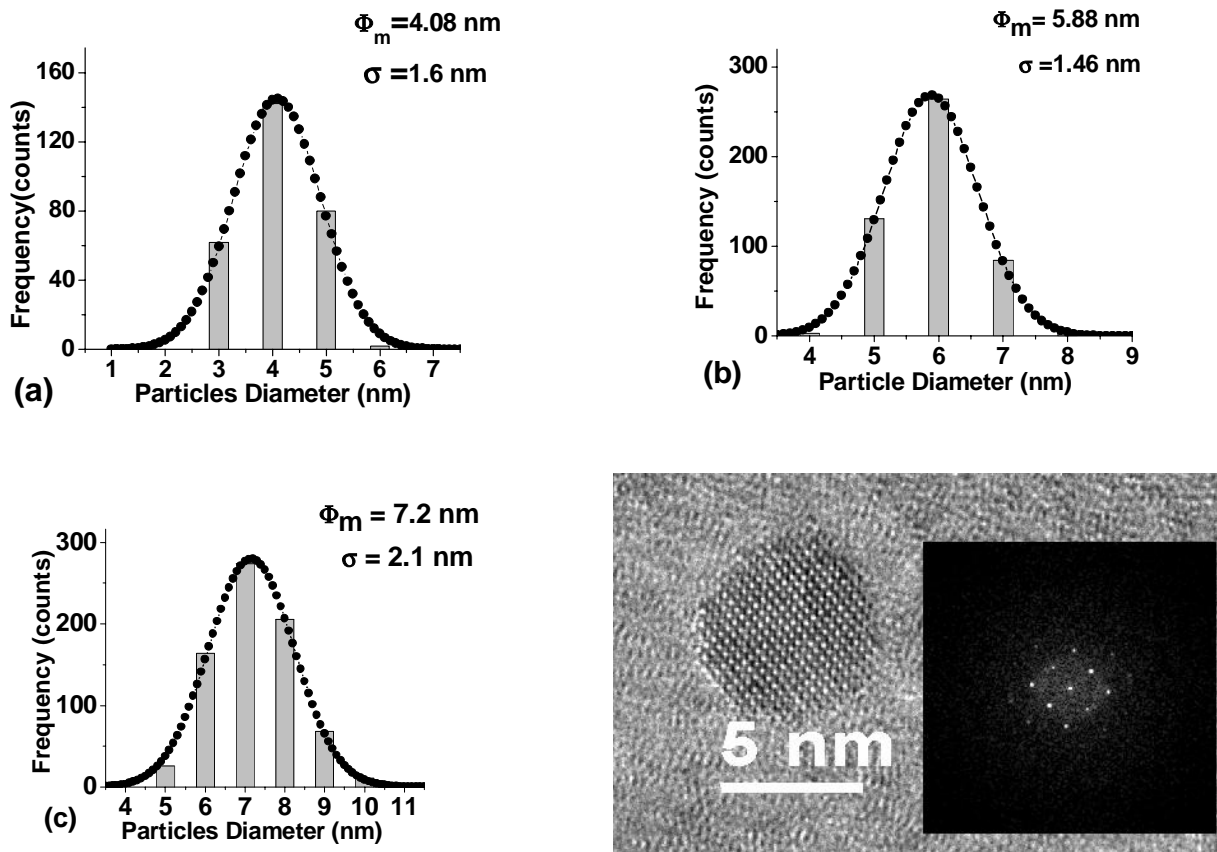 Φm=4.08 nm
σ =1.6 nm
160
120
80
40
0
Frequency(counts)
1 2 3 4 5 6 7
Particles Diameter (nm)
(a)
Φm= 5.88 nm
σ =1.46 nm
300
200
100
0
Frequency (counts)
4 5 6 7 8 9
Particle Diameter (nm)
(b)
Φm = 7.2 nm
σ = 2.1 nm
300
200
100
0
Frequency (counts)
4 5 6 7 8 9 10 11
Particles Diameter (nm)
(c)
5 nm